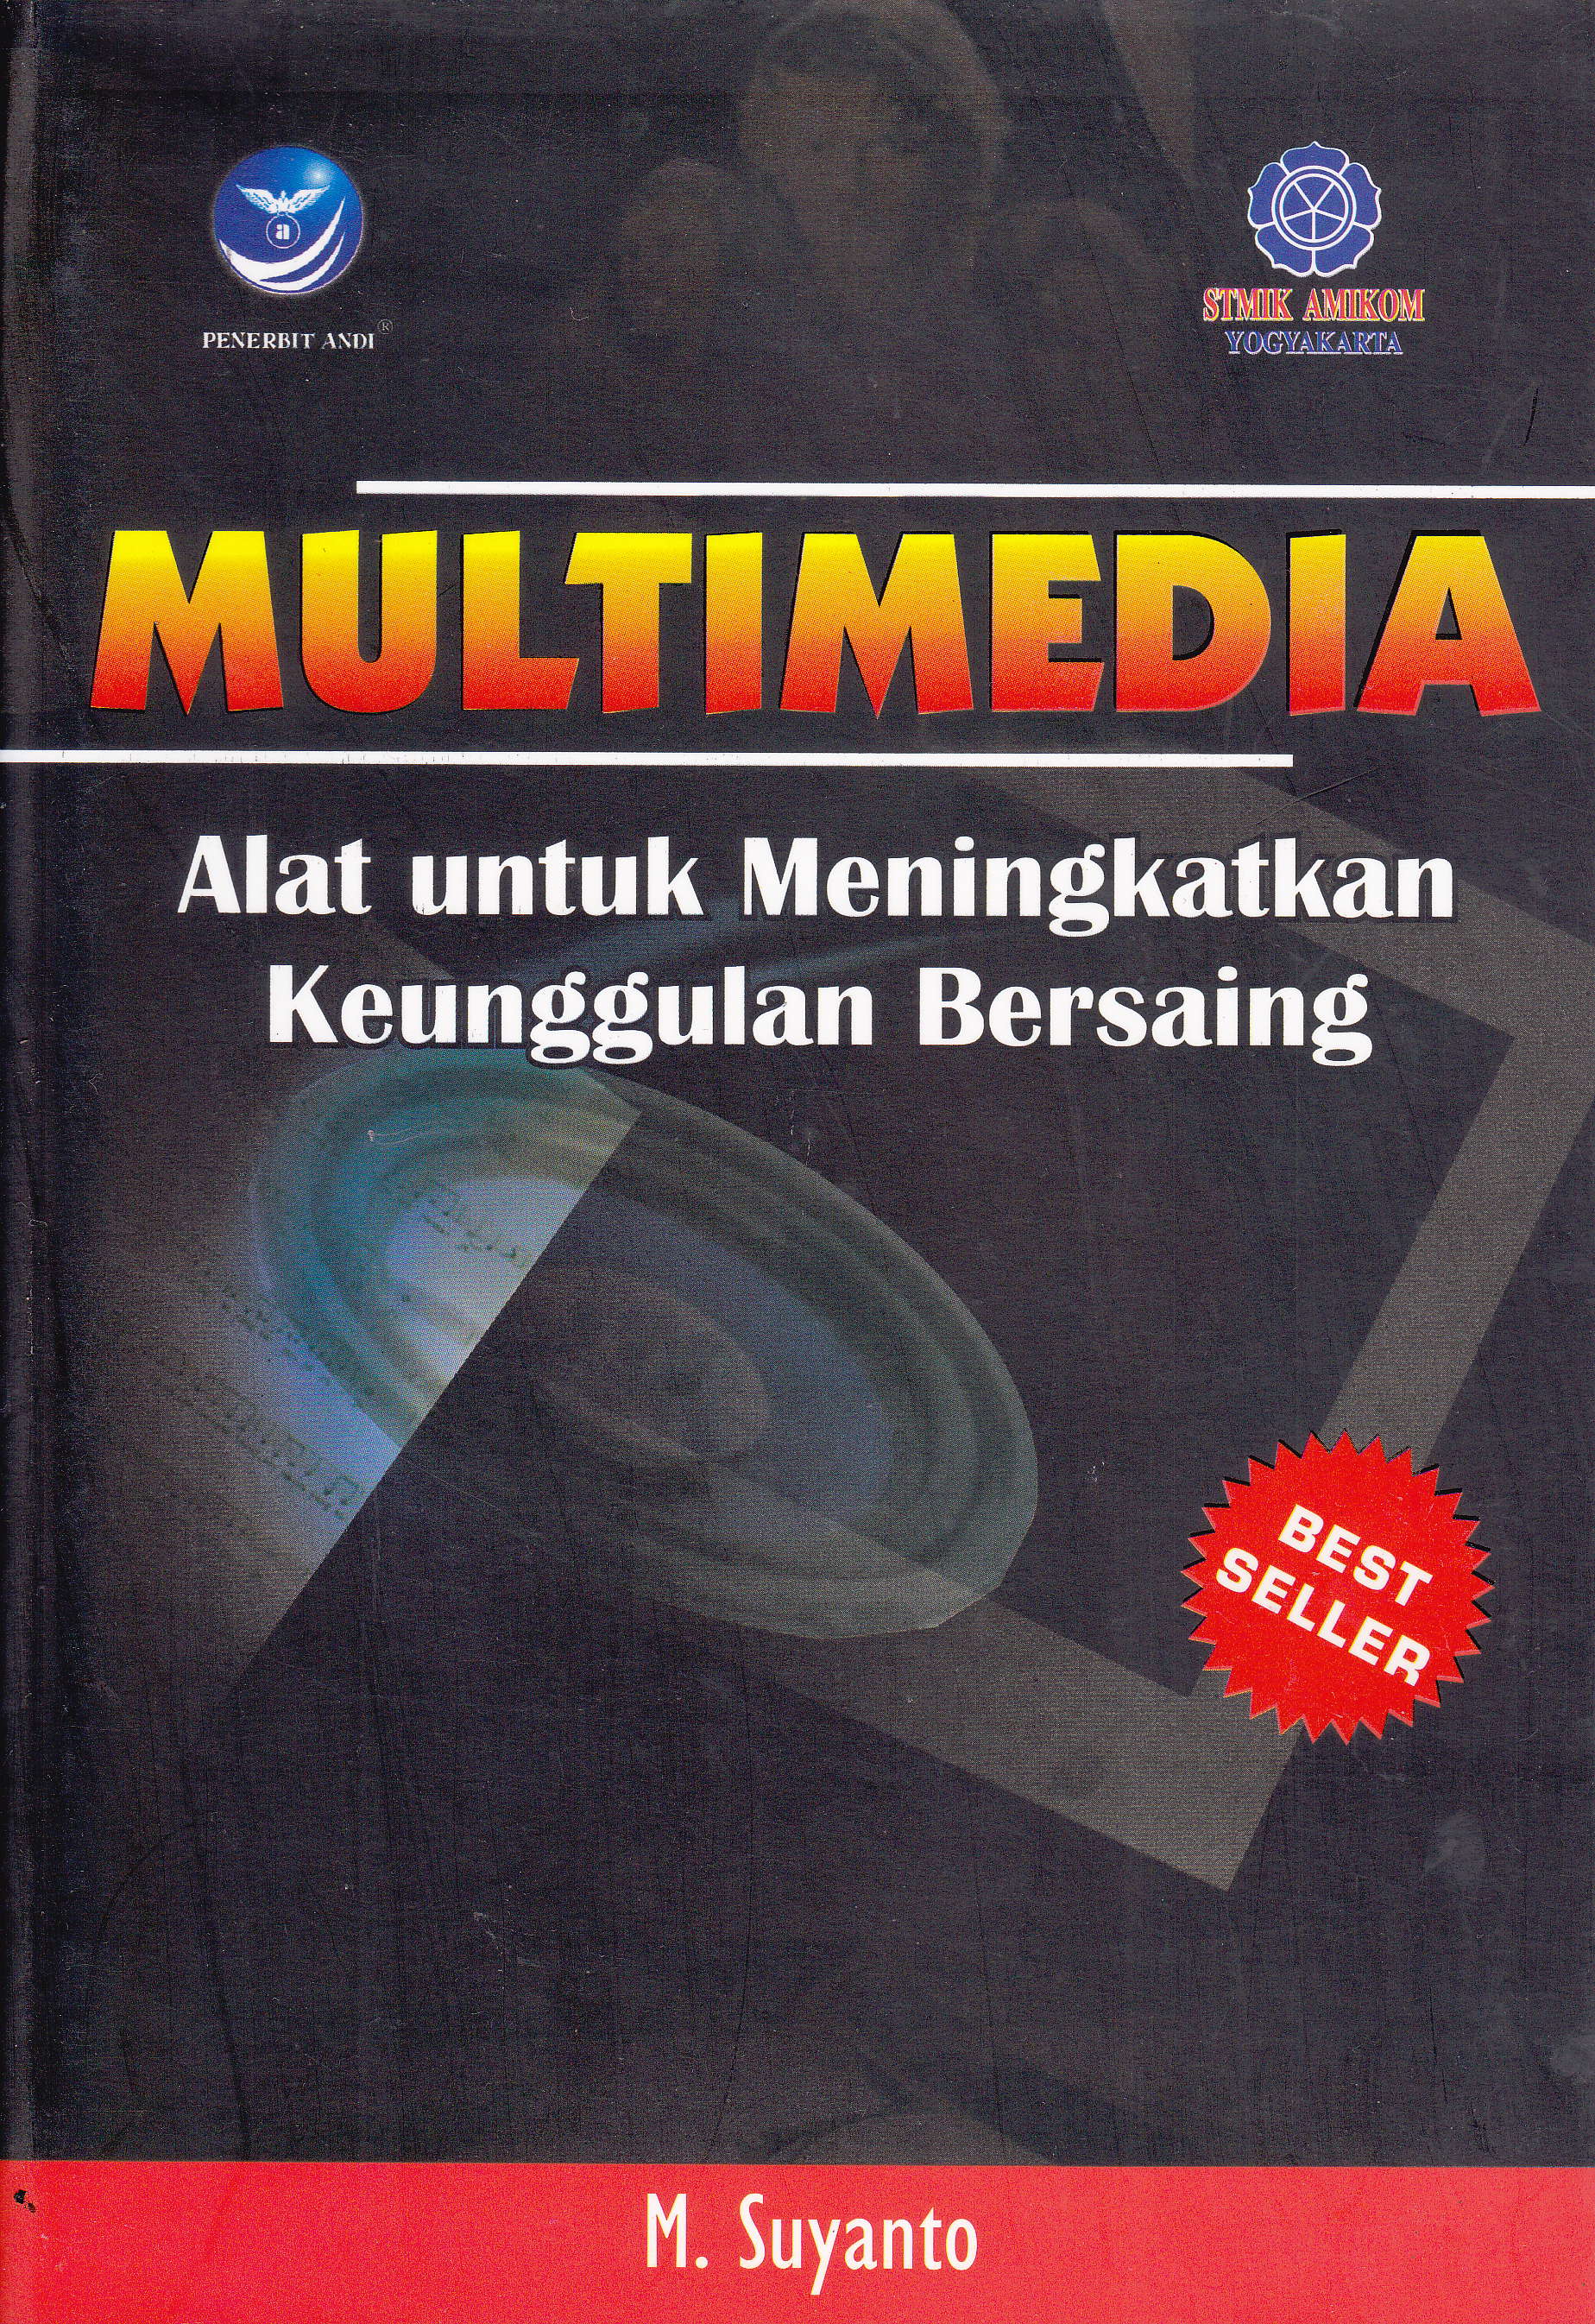 a
PENERBIT ANDI®
STMIK AMIKOM
YOGYAKARTA
MULTIMEDIA
Alat untuk Meningkatkan
Keunggulan Bersaing
BEST
SELLER
M. Suyanto